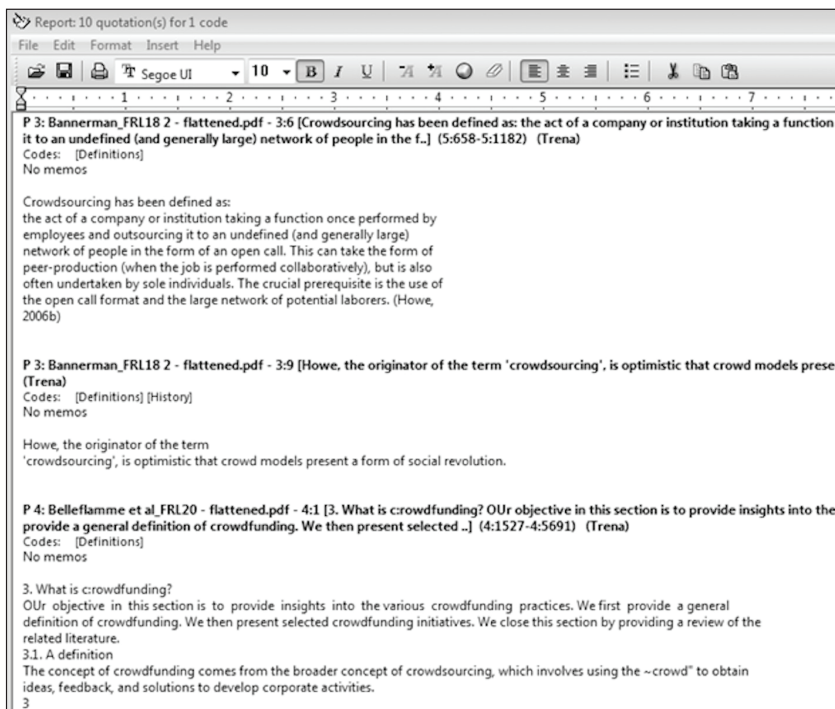 Report: 10 quotation(s) for 1 code
File Edit Format Insert Help
Segoe UI 10 B I U A A
1 2 3 4 5 6 7
P 3: Bannerman_FRL18 2 - flattened.pdf - 3:6 [Crowdsourcing has been defined as: the act of a company or institution taking a function
it to an undefined (and generally large) network of people in the f..] (5:658-5:1182) (Trena)
Codes: [Definitions]
No memos
Crowdsourcing has been defined as:
the act of a company or institution taking a function once performed by
employees and outsourcing it to an undefined (and generally large)
network of people in the form of an open call. This can take the form of
peer-production (when the job is performed collaboratively), but is also
often undertaken by sole individuals. The crucial prerequisite is the use of
the open call format and the large network of potential laborers. (Howe,
2006b)
P 3: Bannerman_FRL18 2 - flattened.pdf - 3:9 [Howe, the originator of the term 'crowdsourcing', is optimistic that crowd models prese
(Trena)
Codes: [Definitions] [History]
No memos
Howe, the originator of the term
'crowdsourcing', is optimistic that crowd models present a form of social revolution.
P 4: Belleflamme et al_FRL20 - flattened.pdf - 4:1 [3. What is c:rowdfunding? OUr objective in this section is to provide insights into the
provide a general definition of crowdfunding. We then present selected ..] (4:1527-4:5691) (Trena)
Codes: [Definitions]
No memos
3. What is c:rowdfunding?
OUr objective in this section is to provide insights into the various crowdfunding practices. We first provide a general
definition of crowdfunding. We then present selected crowdfunding initiatives. We close this section by providing a review of the
related literature.
3.1. A definition
The concept of crowdfunding comes from the broader concept of crowdsourcing, which involves using the ~crowd" to obtain
ideas, feedback, and solutions to develop corporate activities.
3